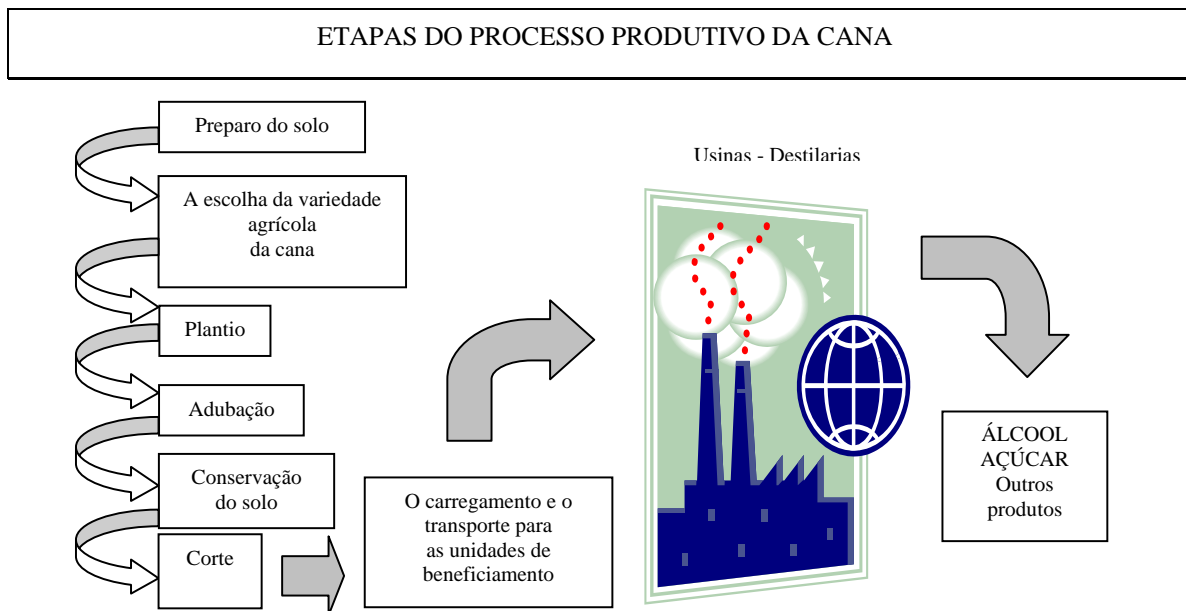 ETAPAS DO PROCESSO PRODUTIVO DA CANA
Preparo do solo
A escolha da variedade
agrícola
da cana
Plantio
Adubação
Conservação
do solo
Corte
O carregamento e o
transporte para
as unidades de
beneficiamento
Usinas - Destilarias
ÁLCOOL
AÇÚCAR
Outros
produtos